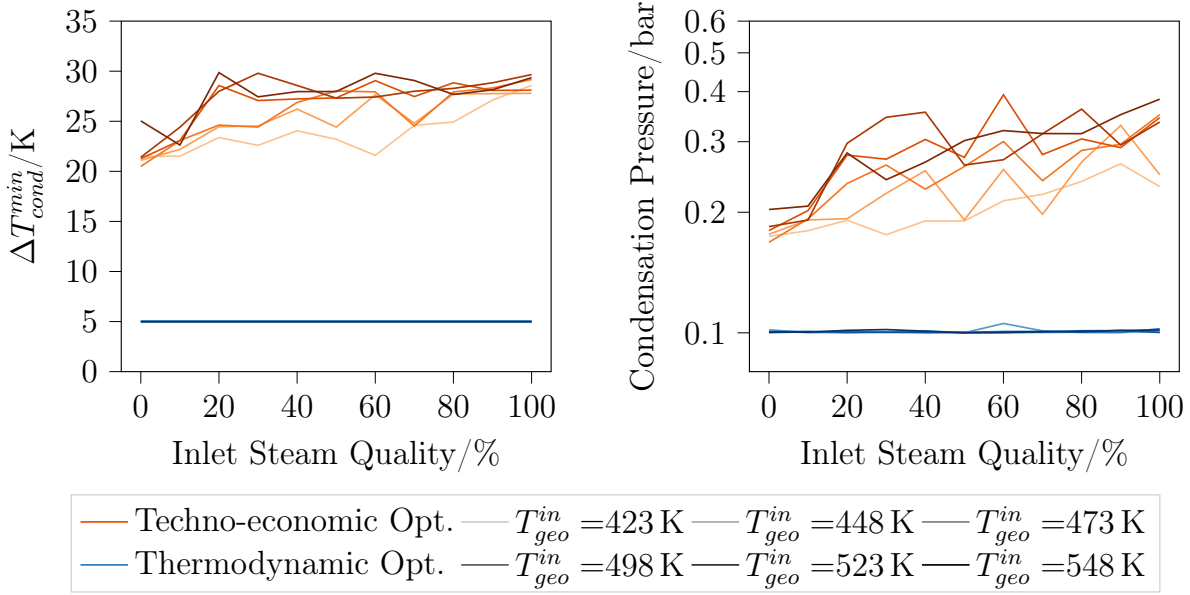 35
30
25
20
15
10
5
0
ΔT^{min}_{cond}/K
0 20 40 60 80 100
Inlet Steam Quality/%
0.6
0.5
0.4
0.3
0.2
0.1
Condensation Pressure/bar
0 20 40 60 80 100
Inlet Steam Quality/%
Techno-economic Opt. T^{in}_{geo} =423 K T^{in}_{geo} =448 K T^{in}_{geo} =473 K
Thermodynamic Opt. T^{in}_{geo} =498 K T^{in}_{geo} =523 K T^{in}_{geo} =548 K